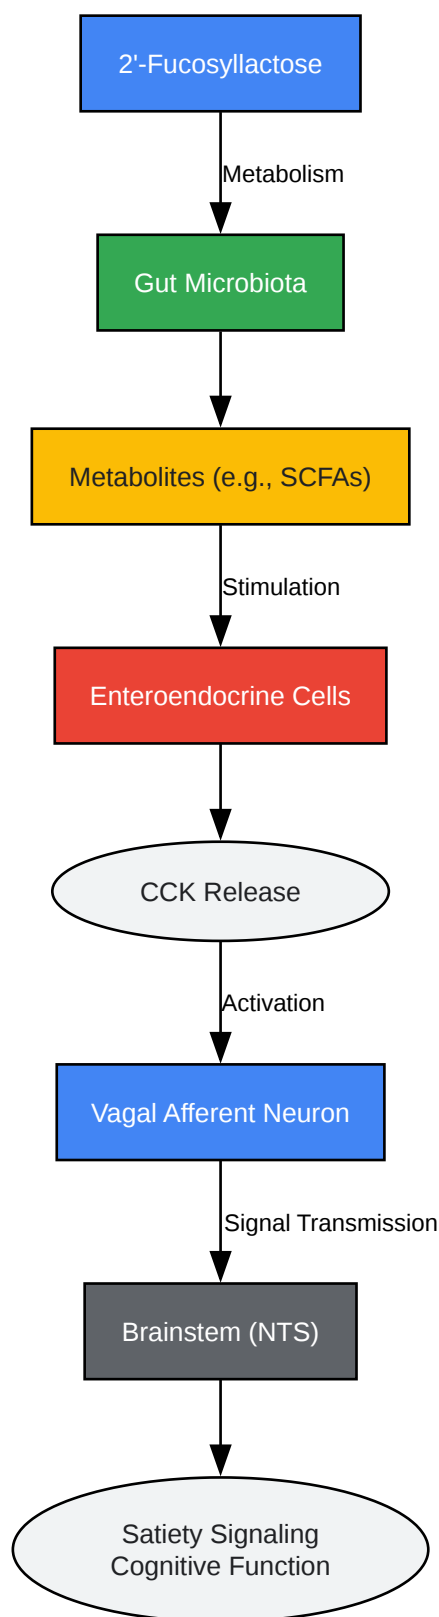 2'-Fucosyllactose
Metabolism
Gut Microbiota
Metabolites (e.g., SCFAs)
Stimulation
Enteroendocrine Cells
CCK Release
Activation
Vagal Afferent Neuron
Signal Transmission
Brainstem (NTS)
Satiety Signaling
Cognitive Function